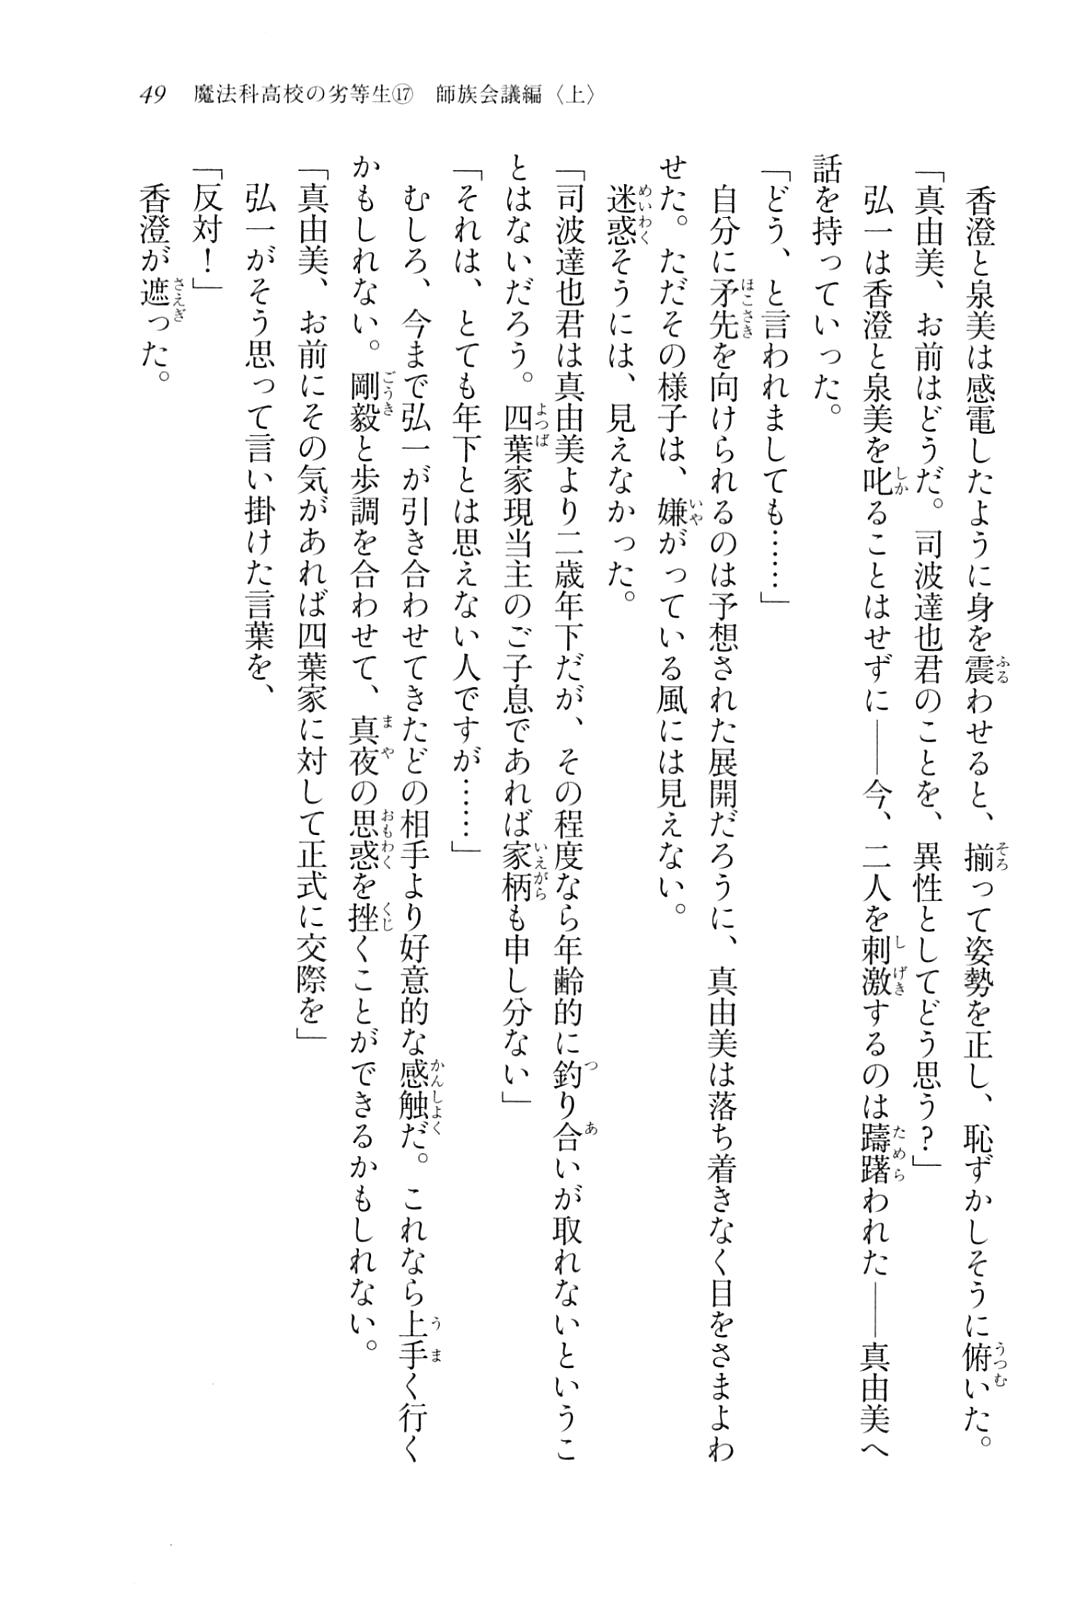 49　魔法科高校の劣等生⑰　師族会議編〈上〉
　香澄と泉美は感電したように身を震わせると、揃って姿勢を正し、恥ずかしそうに俯いた。
「真由美、お前はどうだ。司波達也君のことを、異性としてどう思う？」
　弘一は香澄と泉美を叱ることはせずに――今、二人を刺激するのは躊躇われた――真由美へ
話を持っていった。
「どう、と言われましても……」
　自分に矛先を向けられるのは予想された展開だろうに、真由美は落ち着きなく目をさまよわ
せた。ただその様子は、嫌がっている風には見えない。
　迷惑そうには、見えなかった。
「司波達也君は真由美より二歳年下だが、その程度なら年齢的に釣り合いが取れないというこ
とはないだろう。四葉家現当主のご子息であれば家柄も申し分ない」
「それは、とても年下とは思えない人ですが……」
　むしろ、今まで弘一が引き合わせてきたどの相手より好意的な感触だ。これなら上手く行く
かもしれない。剛毅と歩調を合わせて、真夜の思惑を挫くことができるかもしれない。
「真由美、お前にその気があれば四葉家に対して正式に交際を」
　弘一がそう思って言い掛けた言葉を、
「反対！」
　香澄が遮った。